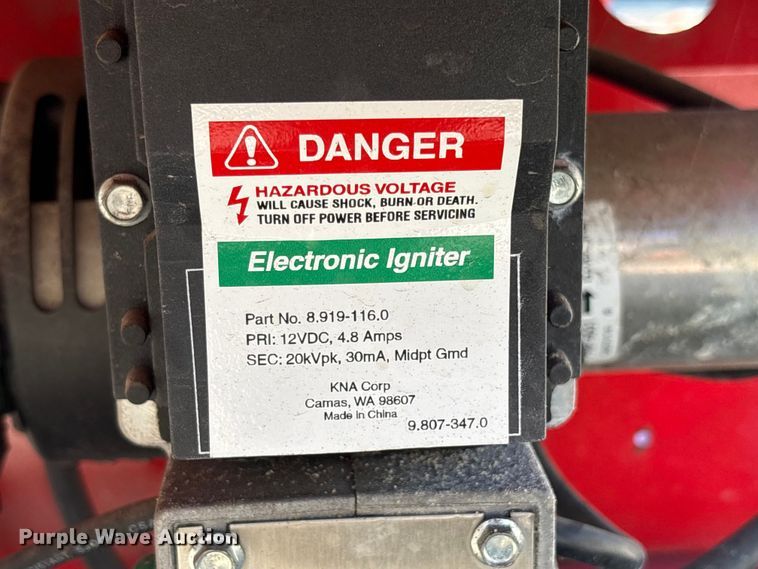 DANGER
HAZARDOUS VOLTAGE
WILL CAUSE SHOCK, BURN OR DEATH.
TURN OFF POWER BEFORE SERVICING
Electronic Igniter
Part No. 8.919-116.0
PRI: 12VDC, 4.8 Amps
SEC: 20kVpk, 30mA, Midpt Grnd
KNA Corp
Camas, WA 98607
Made In China
9.807-347.0
Purple Wave Auction